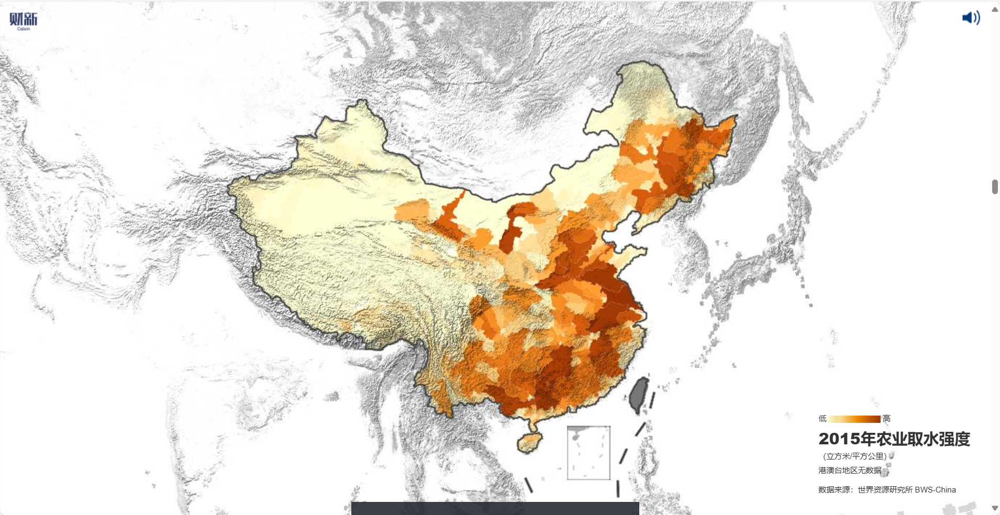 财新
Caixin
低 高
2015年农业取水强度
（立方米/平方公里）
港澳台地区无数据
数据来源：世界资源研究所 BWS-China